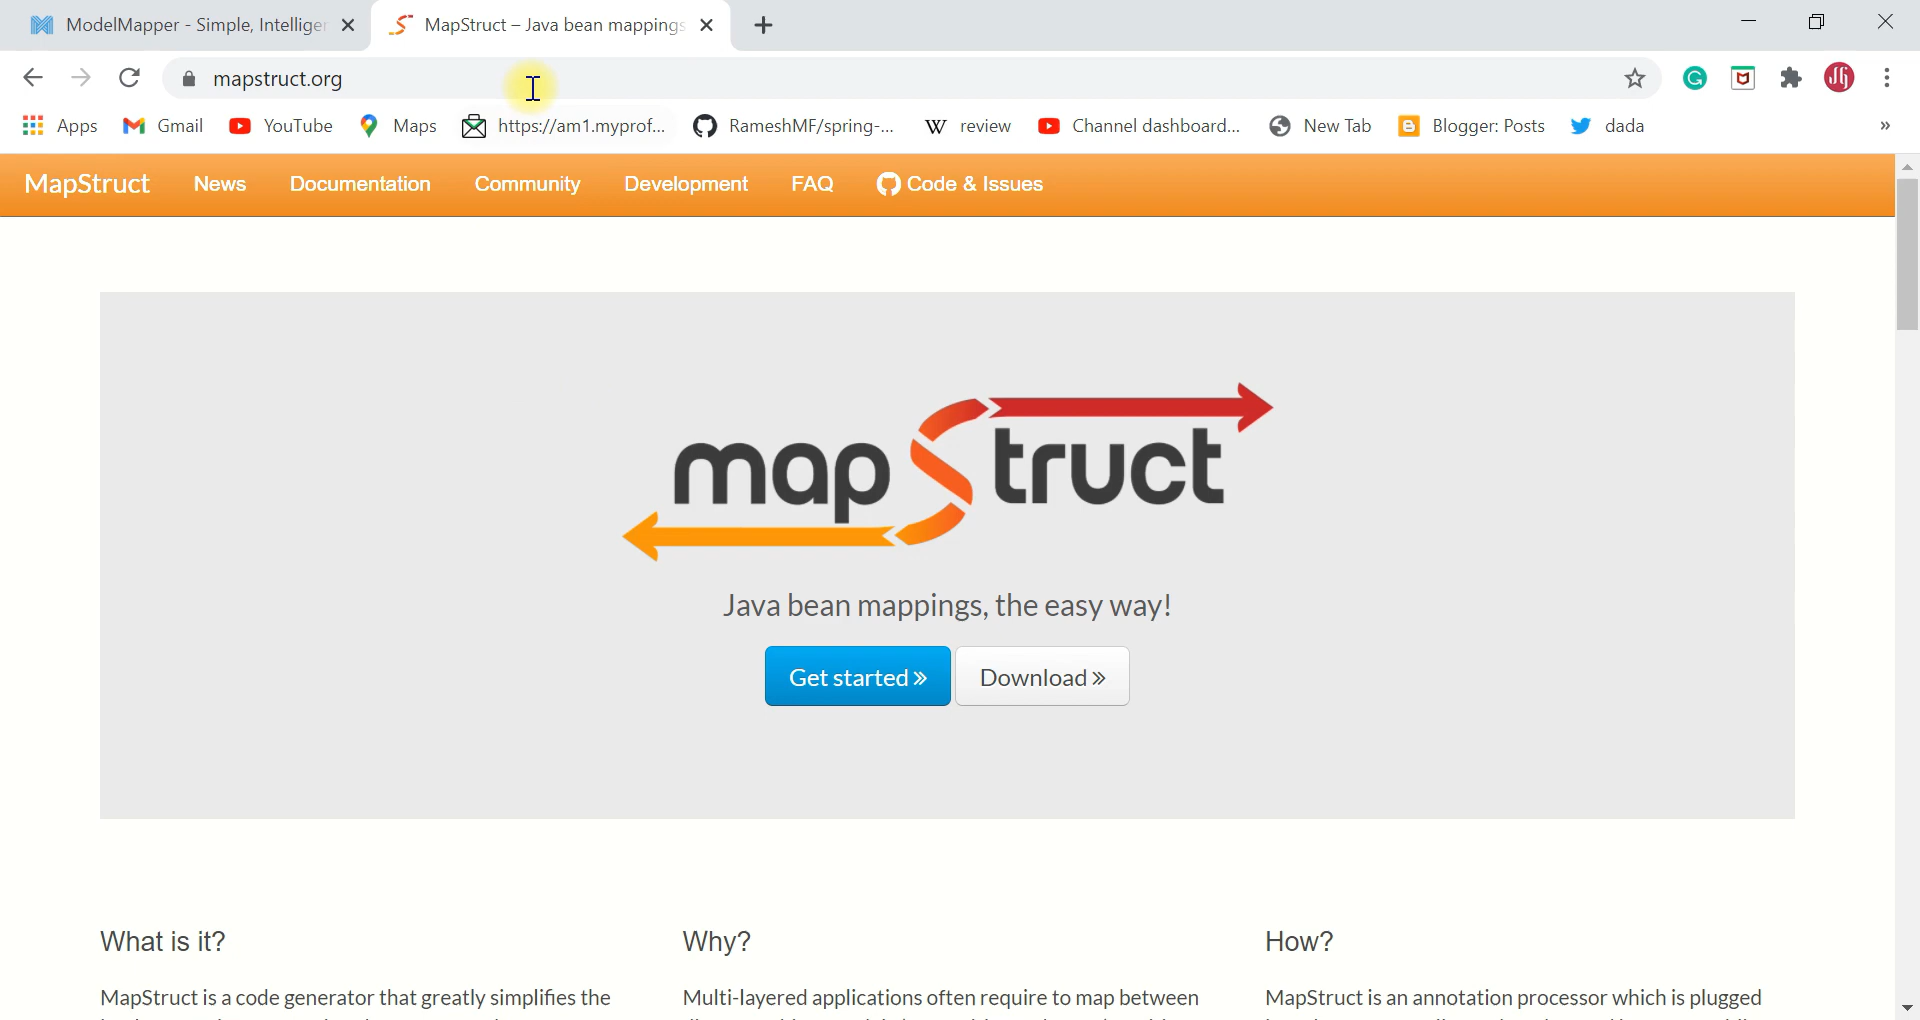 ModelMapper - Simple, Intelliger
MapStruct – Java bean mappings
mapstruct.org
Apps
Gmail
YouTube
Maps
https://am1.myprof...
RameshMF/spring-...
review
Channel dashboard...
New Tab
Blogger: Posts
dada
»
MapStruct
News
Documentation
Community
Development
FAQ
Code & Issues
mapStruct
Java bean mappings, the easy way!
Get started »
Download »
What is it?
Why?
How?
MapStruct is a code generator that greatly simplifies the
Multi-layered applications often require to map between
MapStruct is an annotation processor which is plugged